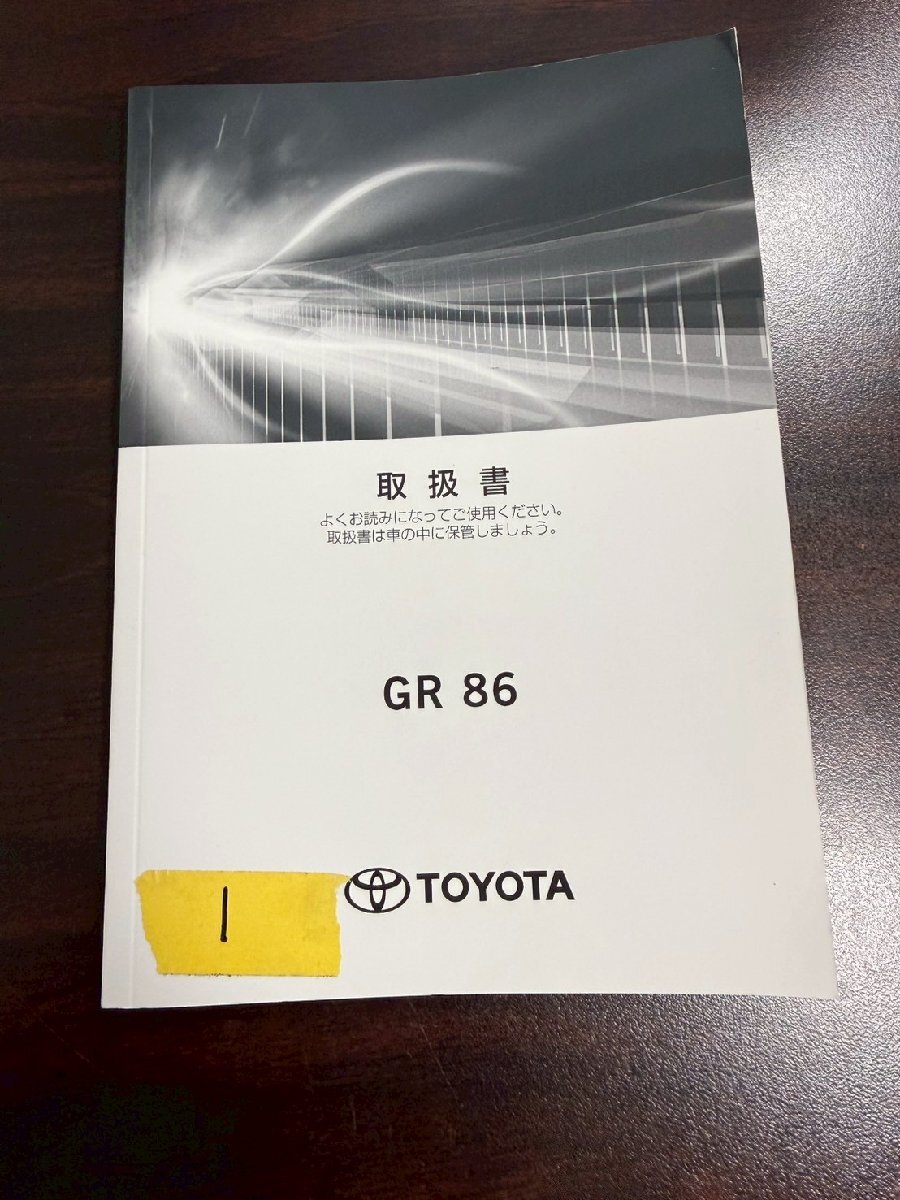 取扱書
よくお読みになってご使用ください。
取扱書は車の中に保管しましょう。
GR 86
TOYOTA
1